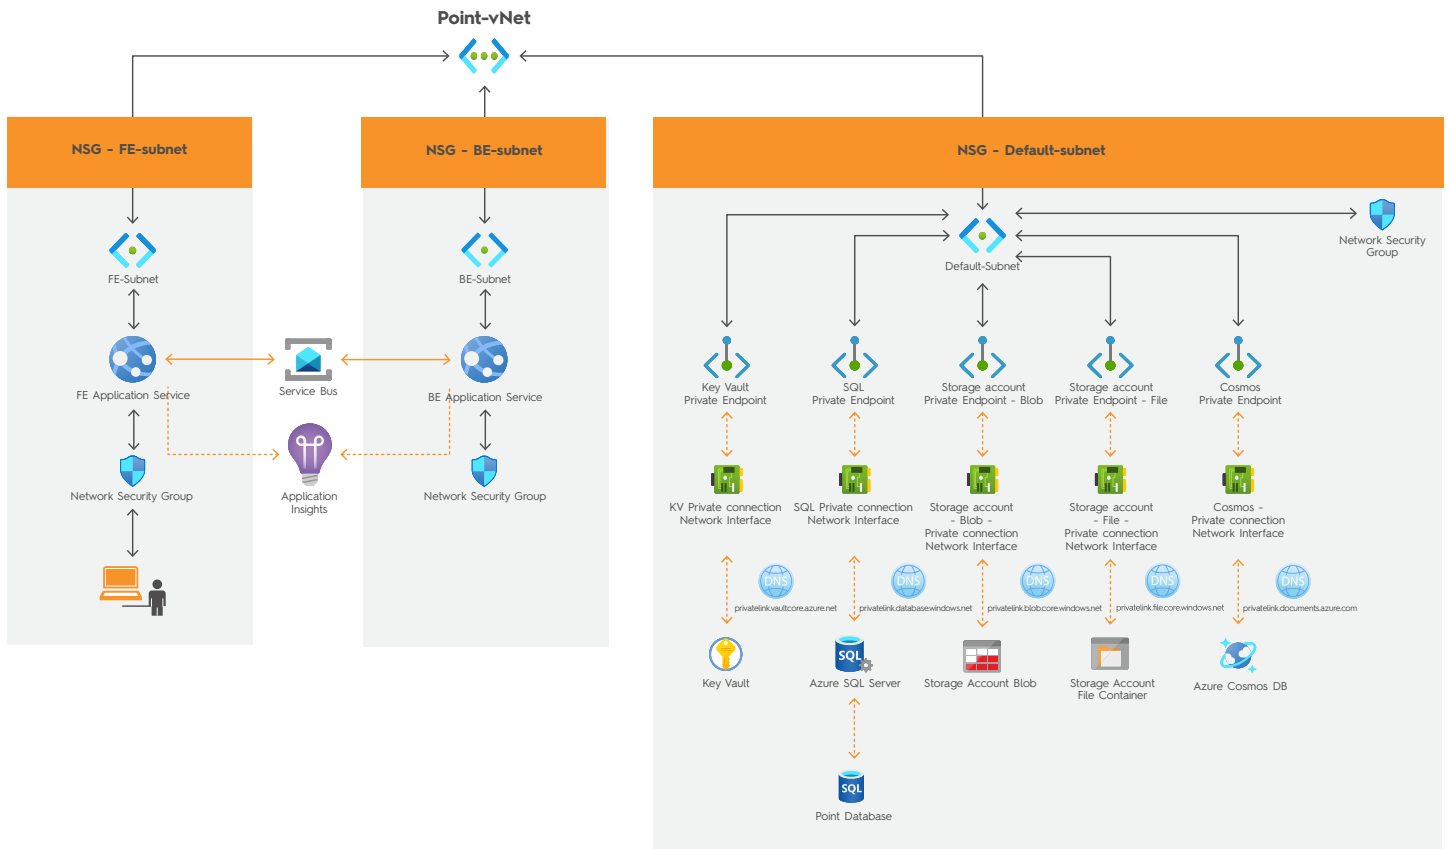 Point-vNet
NSG - FE-subnet
NSG - BE-subnet
NSG - Default-subnet
FE-Subnet
BE-Subnet
Default-Subnet
Network Security
Group
FE Application Service
Service Bus
BE Application Service
Network Security Group
Application
Insights
Network Security Group
Key Vault
Private Endpoint
SQL
Private Endpoint
Storage account
Private Endpoint - Blob
Storage account
Private Endpoint - File
Cosmos
Private Endpoint
KV Private connection
Network Interface
SQL Private connection
Network Interface
Storage account
- Blob -
Private connection
Network Interface
Storage account
- File -
Private connection
Network Interface
Cosmos -
Private connection
Network Interface
DNS
privatelink.vaultcore.azure.net
DNS
privatelink.database.windows.net
DNS
privatelink.blob.core.windows.net
DNS
privatelink.file.core.windows.net
DNS
privatelink.documents.azure.com
Key Vault
SQL
Azure SQL Server
Storage Account Blob
Storage Account
File Container
Azure Cosmos DB
SQL
Point Database